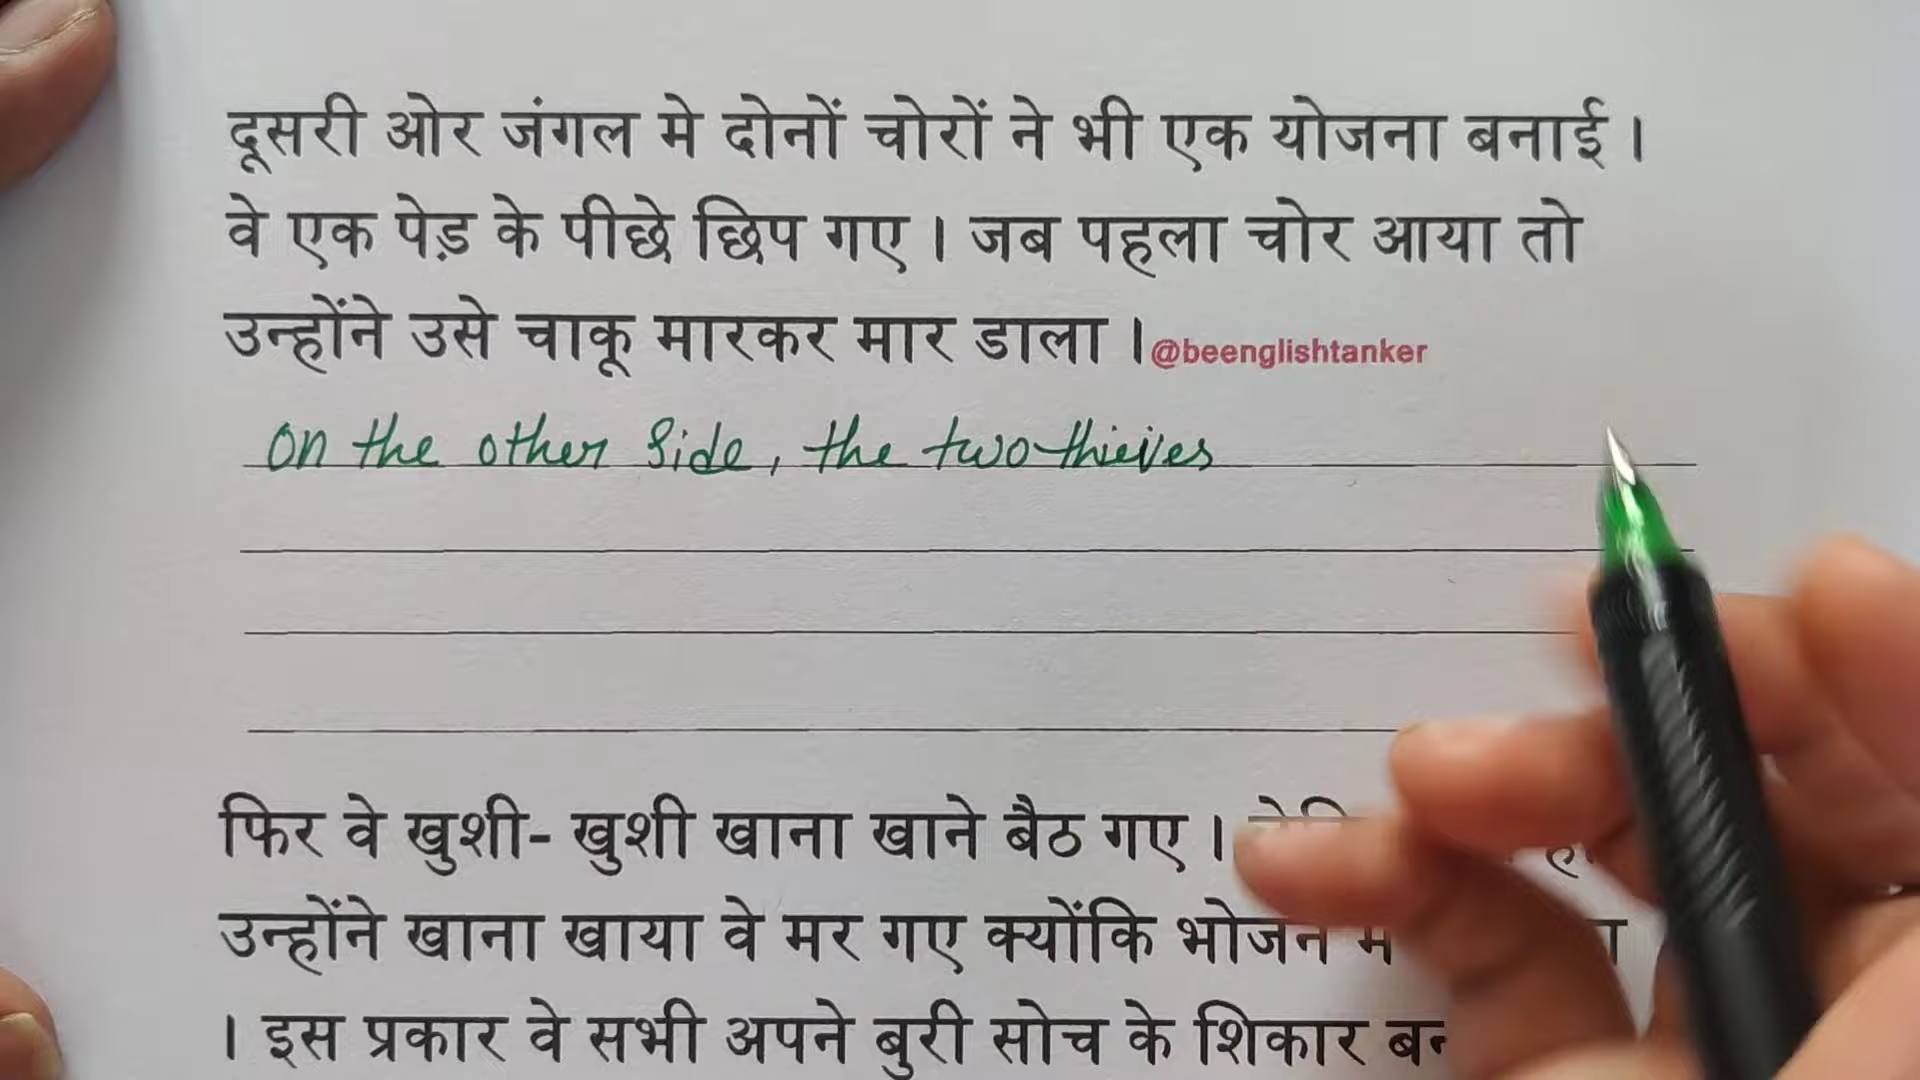 दूसरी ओर जंगल मे दोनों चोरों ने भी एक योजना बनाई ।
वे एक पेड़ के पीछे छिप गए । जब पहला चोर आया तो
उन्होंने उसे चाकू मारकर मार डाला । @beenglishtanker
on the other side, the two thieves
फिर वे खुशी- खुशी खाना खाने बैठ गए ।
उन्होंने खाना खाया वे मर गए क्योंकि भोजन
। इस प्रकार वे सभी अपने बुरी सोच के शिकार